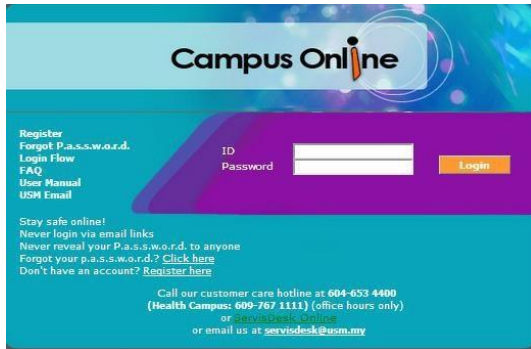 Campus Online
Register
Forgot P.a.s.s.w.o.r.d.
Login Flow
FAQ
User Manual
USM Email
ID
Password
Login
Stay safe online!
Never login via email links
Never reveal your P.a.s.s.w.o.r.d. to anyone
Forgot your p.a.s.s.w.o.r.d.? Click here
Don't have an account? Register here
Call our customer care hotline at 604-653 4400
(Health Campus: 609-767 1111) (office hours only)
or ServisDesk Online
or email us at servisdesk@usm.my